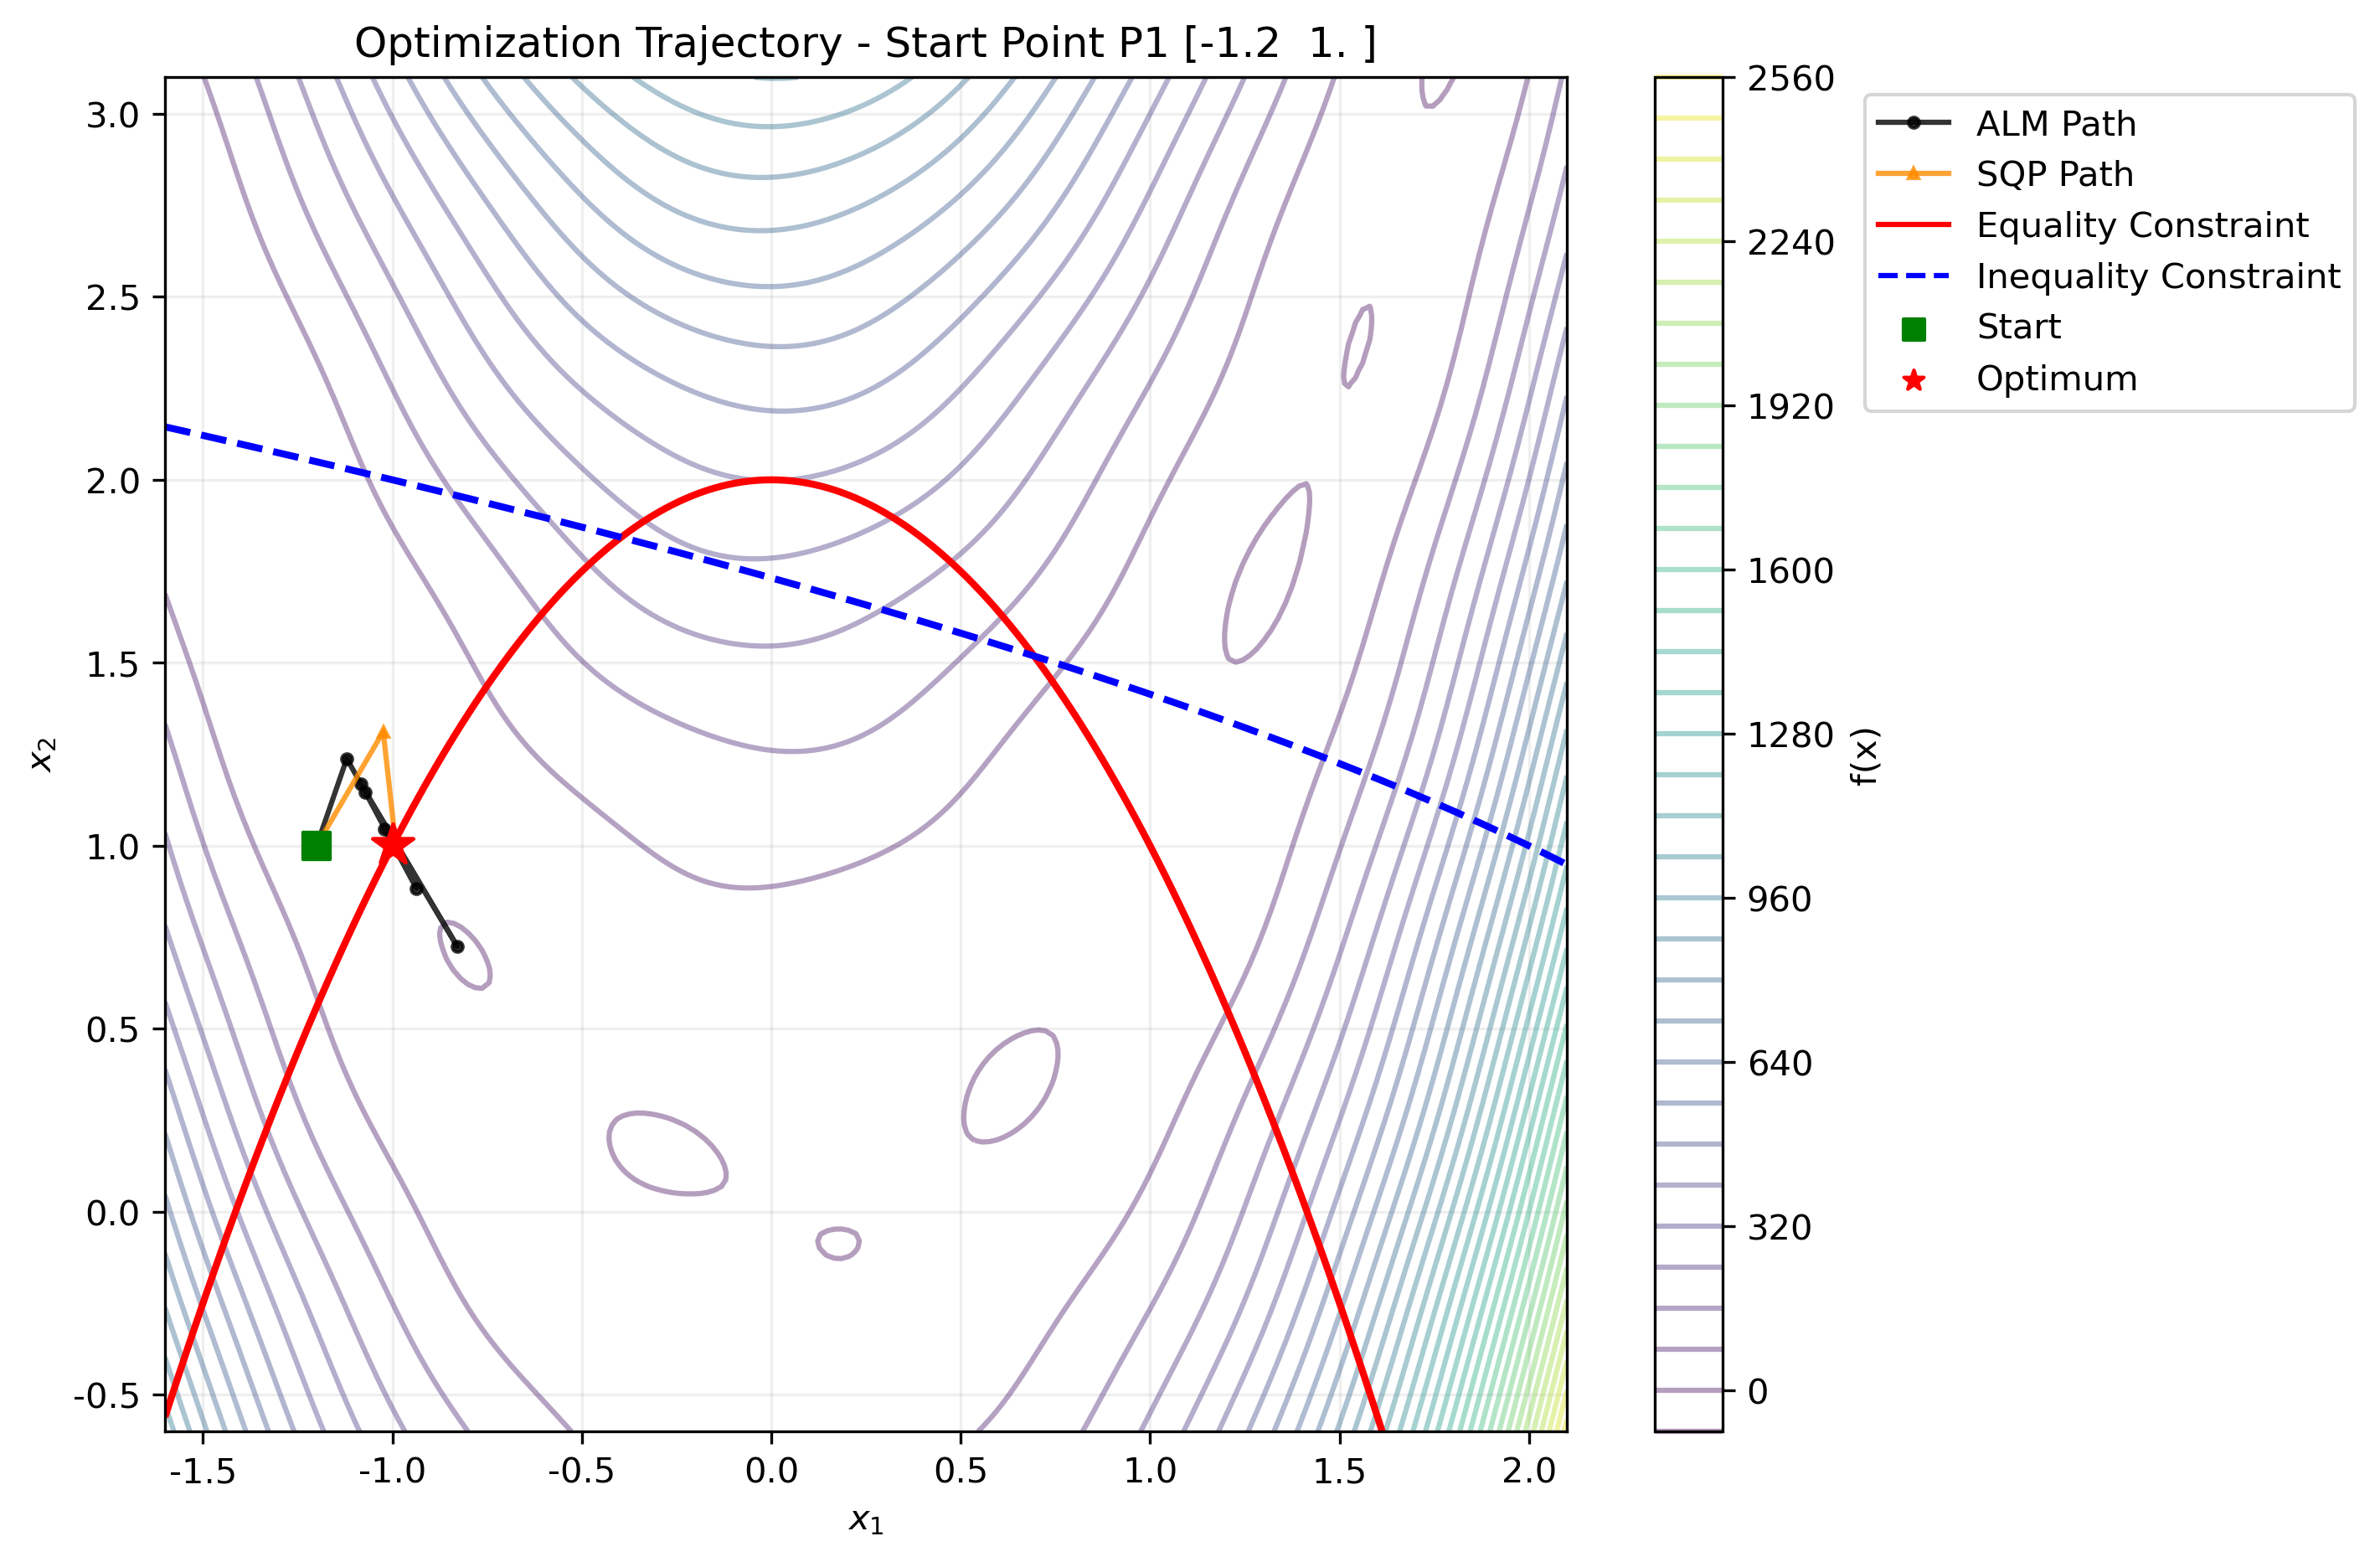 Optimization Trajectory - Start Point P1 [-1.2  1. ]
3.0
2.5
2.0
1.5
1.0
0.5
0.0
-0.5
x₂
-1.5 -1.0 -0.5 0.0 0.5 1.0 1.5 2.0
x₁
2560
2240
1920
1600
1280
960
640
320
0
f(x)
ALM Path
SQP Path
Equality Constraint
Inequality Constraint
Start
Optimum